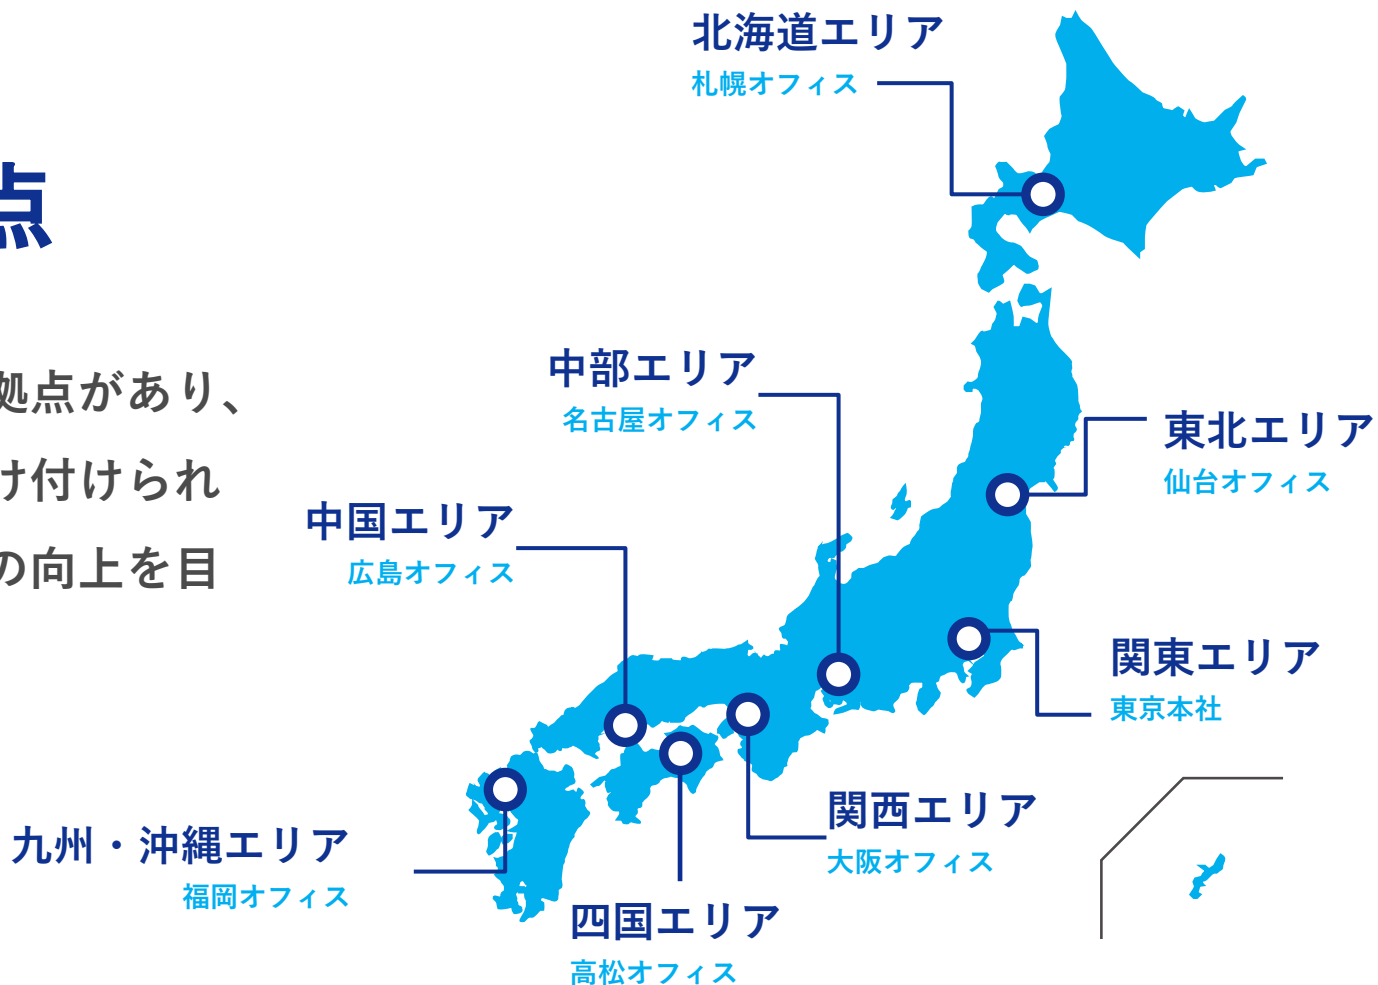 点
拠点があり、
け付けられ
の向上を目
北海道エリア
札幌オフィス
中部エリア
名古屋オフィス
東北エリア
仙台オフィス
中国エリア
広島オフィス
関東エリア
東京本社
関西エリア
大阪オフィス
九州・沖縄エリア
福岡オフィス
四国エリア
高松オフィス